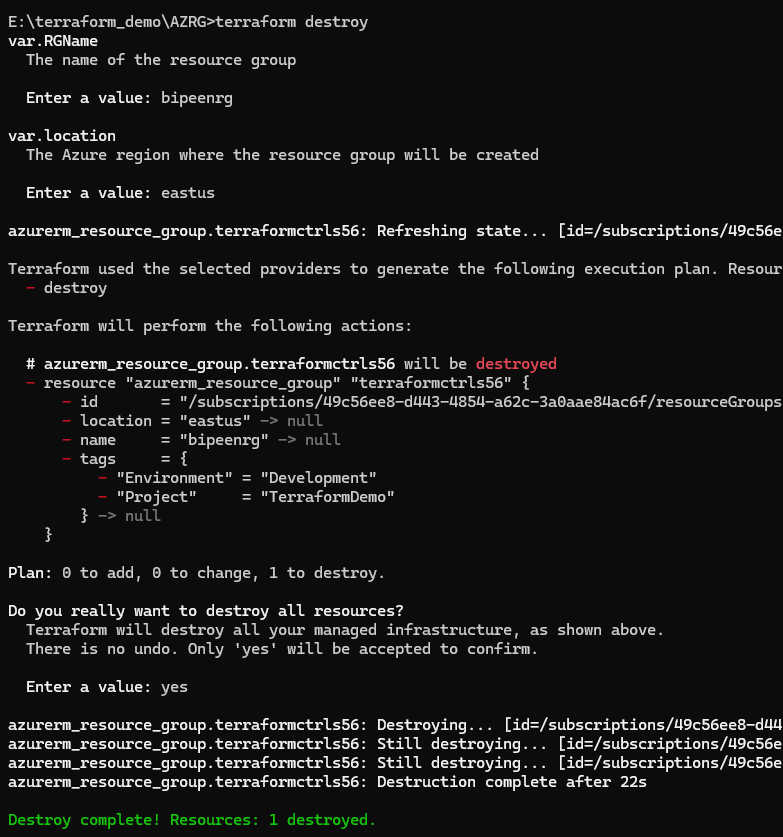 E:\terraform_demo\AZRG>terraform destroy
var.RGName
  The name of the resource group
  Enter a value: bipeenrg
var.location
  The Azure region where the resource group will be created
  Enter a value: eastus
azurerm_resource_group.terraformctrls56: Refreshing state... [id=/subscriptions/49c56e
Terraform used the selected providers to generate the following execution plan. Resour
  - destroy
Terraform will perform the following actions:
  # azurerm_resource_group.terraformctrls56 will be destroyed
  - resource "azurerm_resource_group" "terraformctrls56" {
      - id       = "/subscriptions/49c56ee8-d443-4854-a62c-3a0aae84ac6f/resourceGroups
      - location = "eastus" -> null
      - name     = "bipeenrg" -> null
      - tags     = {
          - "Environment" = "Development"
          - "Project"     = "TerraformDemo"
        } -> null
    }
Plan: 0 to add, 0 to change, 1 to destroy.
Do you really want to destroy all resources?
  Terraform will destroy all your managed infrastructure, as shown above.
  There is no undo. Only 'yes' will be accepted to confirm.
  Enter a value: yes
azurerm_resource_group.terraformctrls56: Destroying... [id=/subscriptions/49c56ee8-d44
azurerm_resource_group.terraformctrls56: Still destroying... [id=/subscriptions/49c56e
azurerm_resource_group.terraformctrls56: Still destroying... [id=/subscriptions/49c56e
azurerm_resource_group.terraformctrls56: Destruction complete after 22s
Destroy complete! Resources: 1 destroyed.